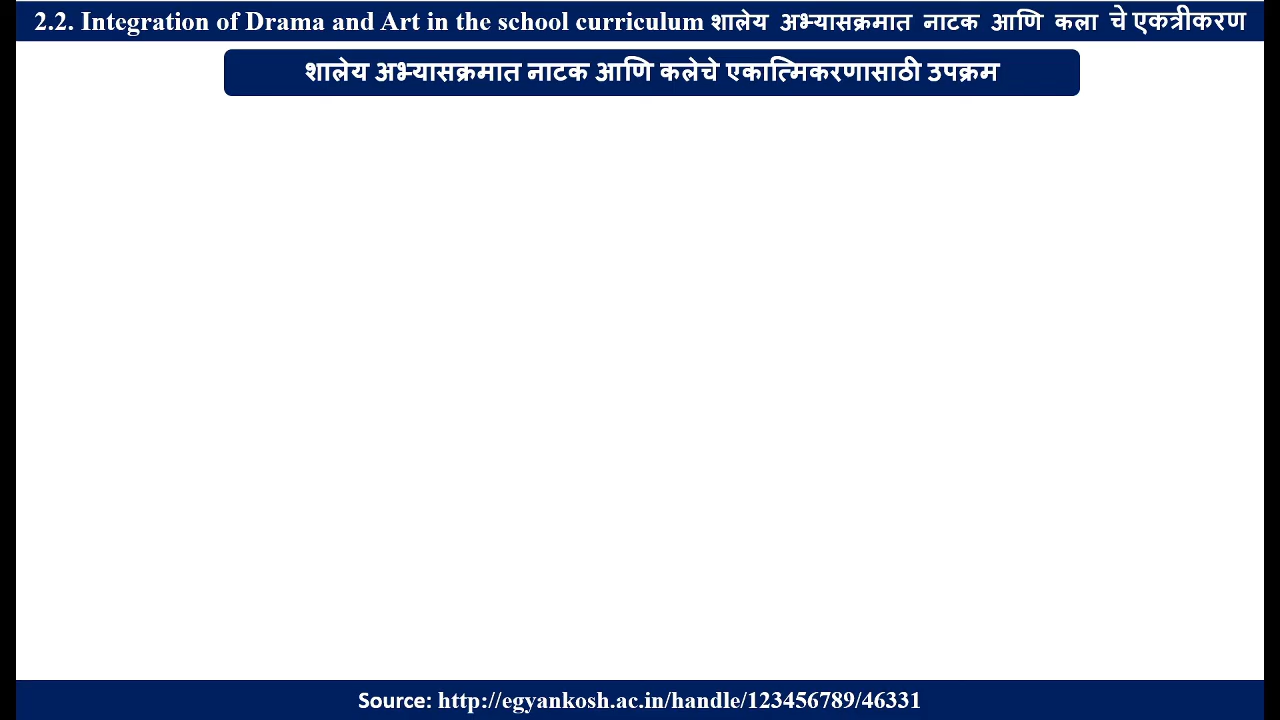 2.2. Integration of Drama and Art in the school curriculum शालेय अभ्यासक्रमात नाटक आणि कला चे एकत्रीकरण
शालेय अभ्यासक्रमात नाटक आणि कलेचे एकात्मिकरणासाठी उपक्रम
Source: http://egyankosh.ac.in/handle/123456789/46331